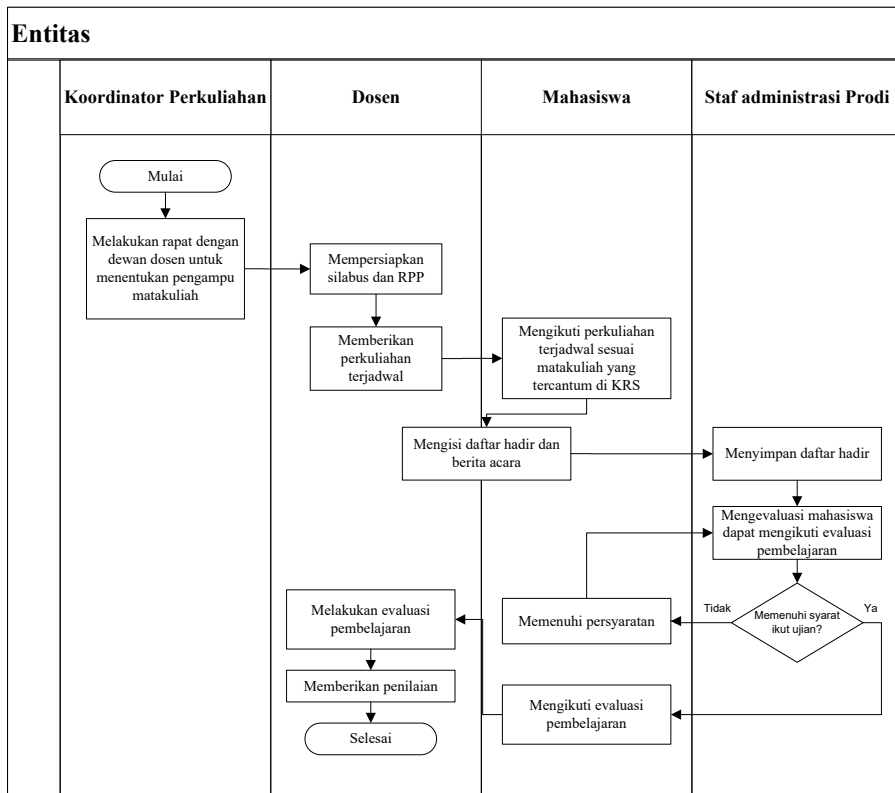 Entitas
Koordinator Perkuliahan
Dosen
Mahasiswa
Staf administrasi Prodi
Mulai
Melakukan rapat dengan
dewan dosen untuk
menentukan pengampu
matakuliah
Mempersiapkan
silabus dan RPP
Memberikan
perkuliahan
terjadwal
Mengikuti perkuliahan
terjadwal sesuai
matakuliah yang
tercantum di KRS
Mengisi daftar hadir dan
berita acara
Menyimpan daftar hadir
Mengevaluasi mahasiswa
dapat mengikuti evaluasi
pembelajaran
Memenuhi syarat
ikut ujian?
Tidak
Ya
Memenuhi persyaratan
Mengikuti evaluasi
pembelajaran
Melakukan evaluasi
pembelajaran
Memberikan penilaian
Selesai